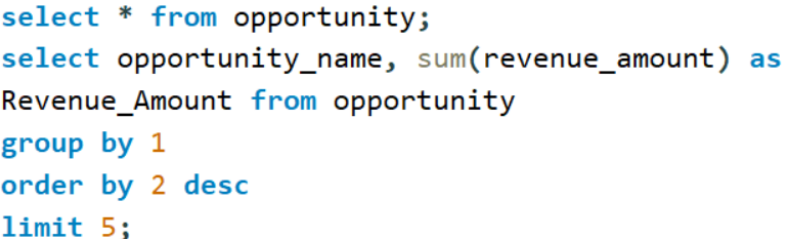 select * from opportunity;
select opportunity_name, sum(revenue_amount) as
Revenue_Amount from opportunity
group by 1
order by 2 desc
limit 5;